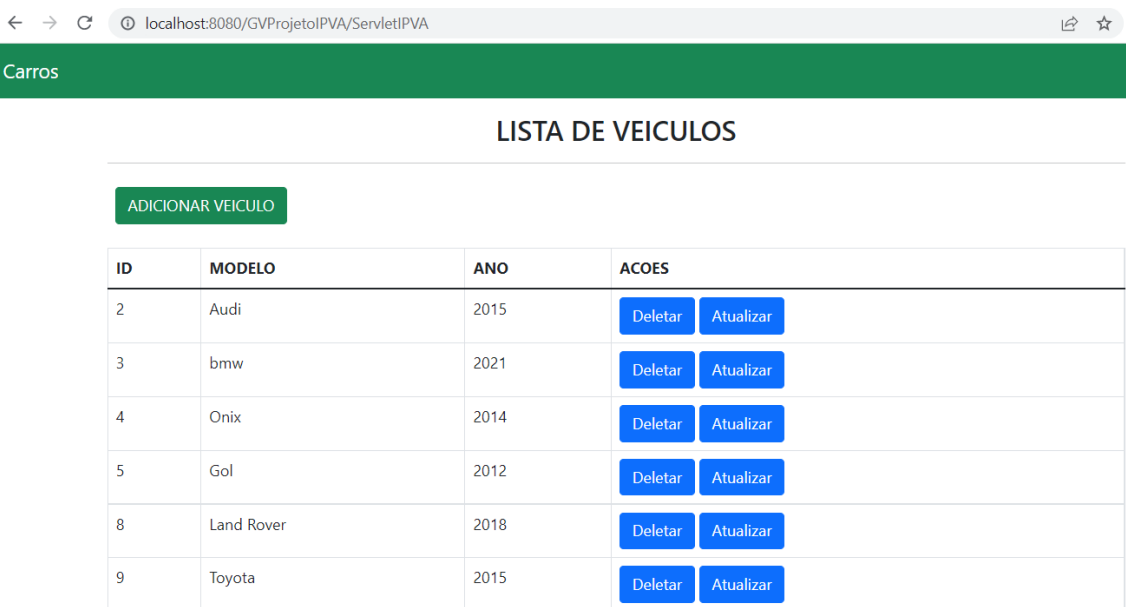 localhost:8080/GVProjetoIPVA/ServletIPVA
Carros
LISTA DE VEICULOS
ADICIONAR VEICULO
ID MODELO ANO ACOES
2 Audi 2015 Deletar Atualizar
3 bmw 2021 Deletar Atualizar
4 Onix 2014 Deletar Atualizar
5 Gol 2012 Deletar Atualizar
8 Land Rover 2018 Deletar Atualizar
9 Toyota 2015 Deletar Atualizar